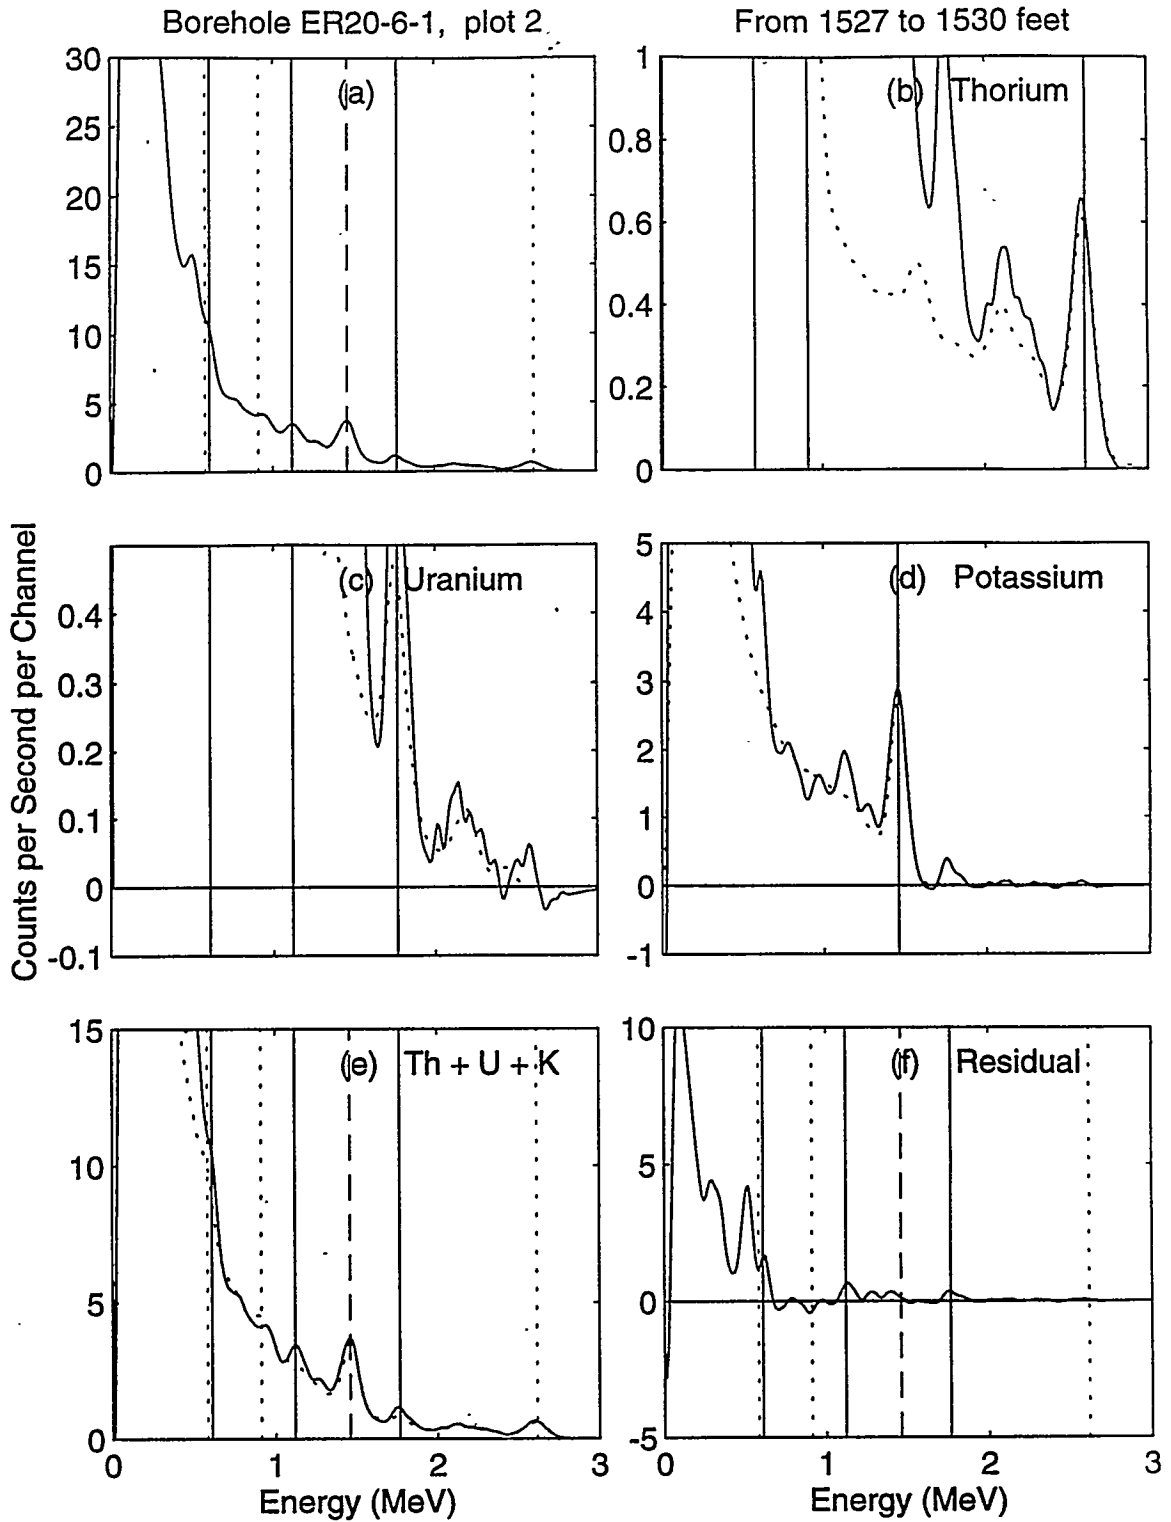 Borehole ER20-6-1, plot 2
From 1527 to 1530 feet
30
25
20
15
10
5
0
(a)
1
0.8
0.6
0.4
0.2
0
(b) Thorium
Counts per Second per Channel
0.4
0.3
0.2
0.1
0
-0.1
(c) Uranium
5
4
3
2
1
0
-1
(d) Potassium
15
10
5
0
(e) Th + U + K
0 1 2 3
Energy (MeV)
10
5
0
-5
(f) Residual
0 1 2 3
Energy (MeV)